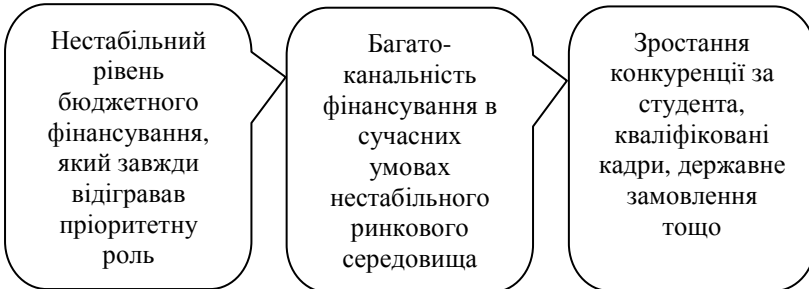 Нестабільний
рівень
бюджетного
фінансування,
який завжди
відігравав
пріоритетну
роль
Багато-
канальність
фінансування в
сучасних
умовах
нестабільного
ринкового
середовища
Зростання
конкуренції за
студента,
кваліфіковані
кадри, державне
замовлення
тощо